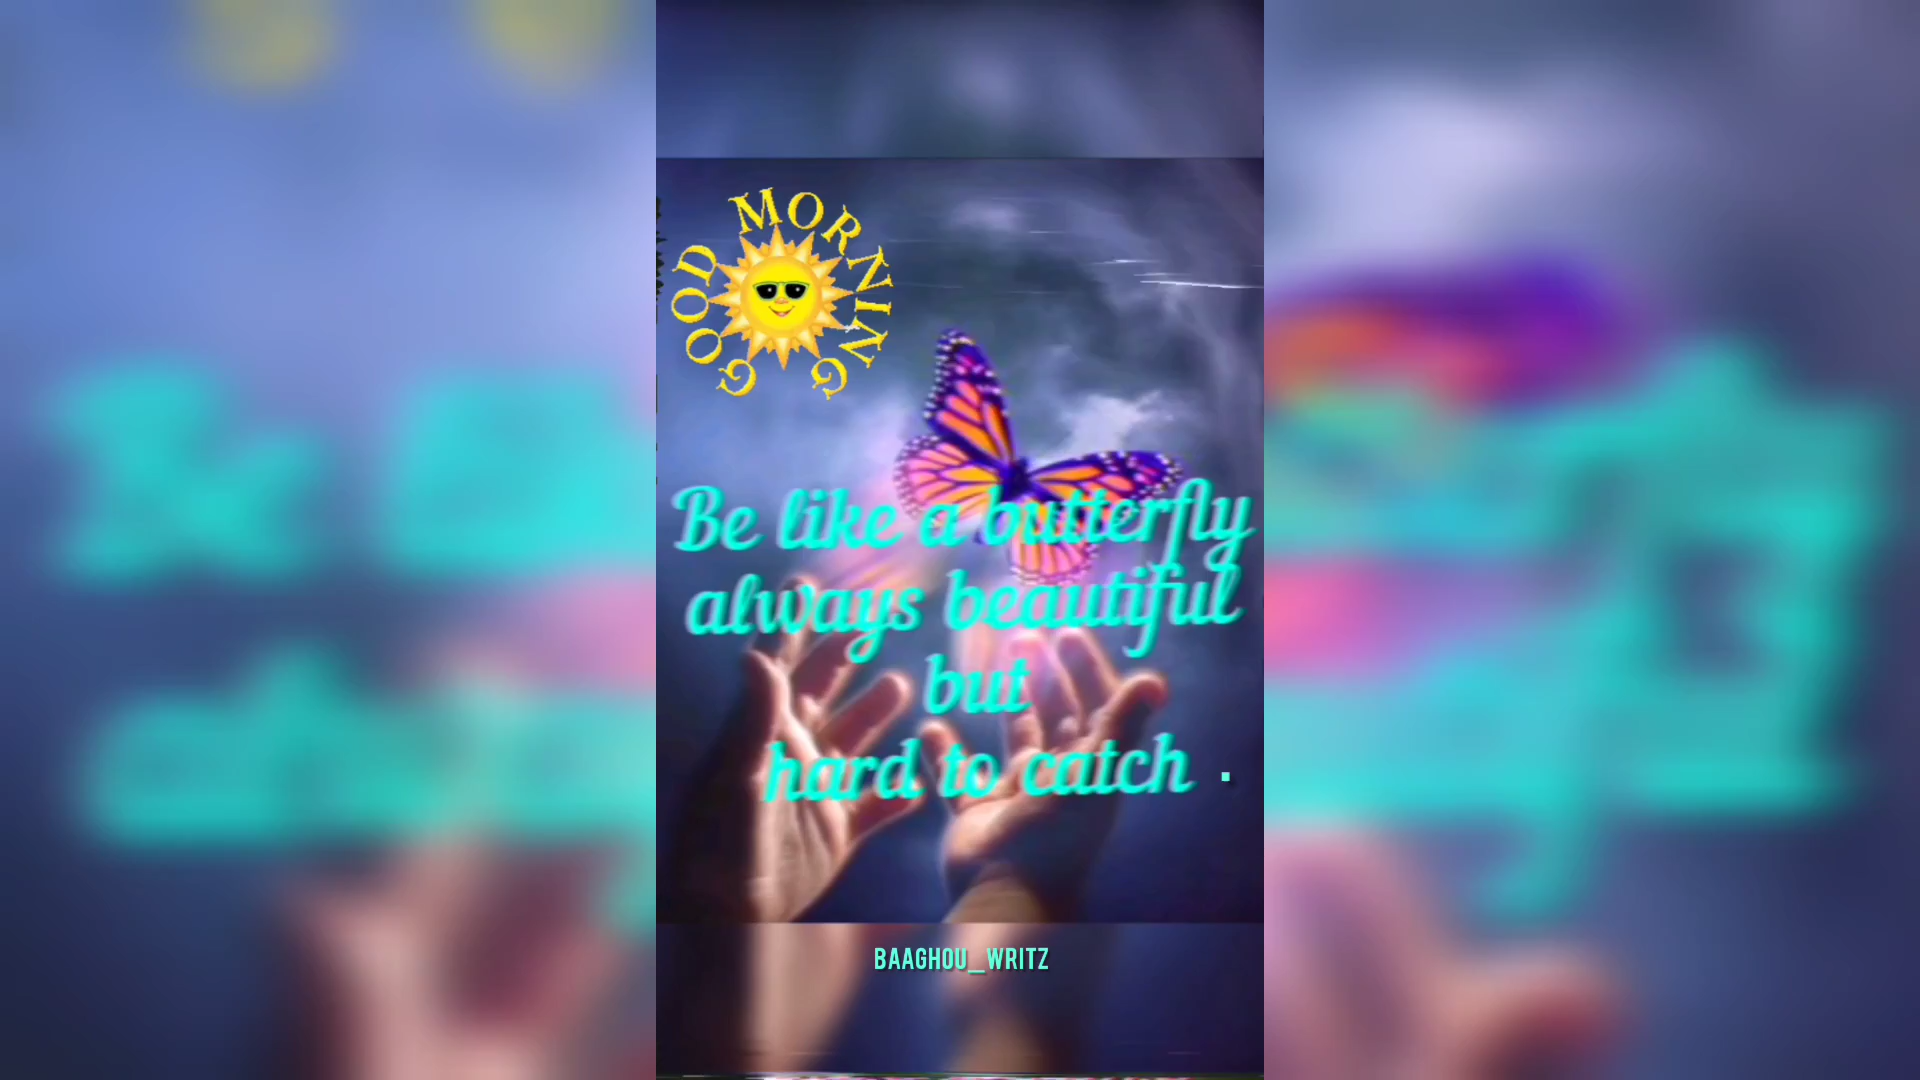 GOOD MORNING
Be like a butterfly
always beautiful
but
hard to catch .
BAAGHOU_WRITZ